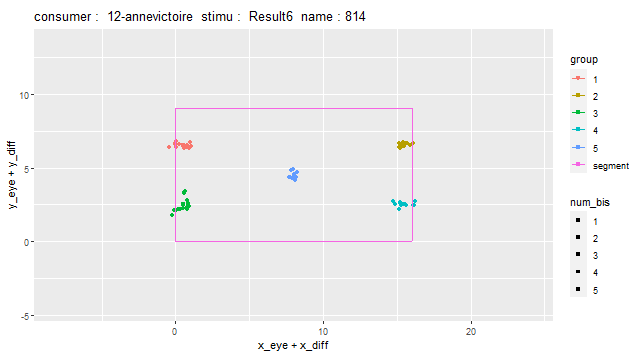 consumer :  12-annevictoire  stimu :  Result6  name : 814
y_eye + y_diff
10
5
0
-5
0
10
20
x_eye + x_diff
group
1
2
3
4
5
segment
num_bis
1
2
3
4
5